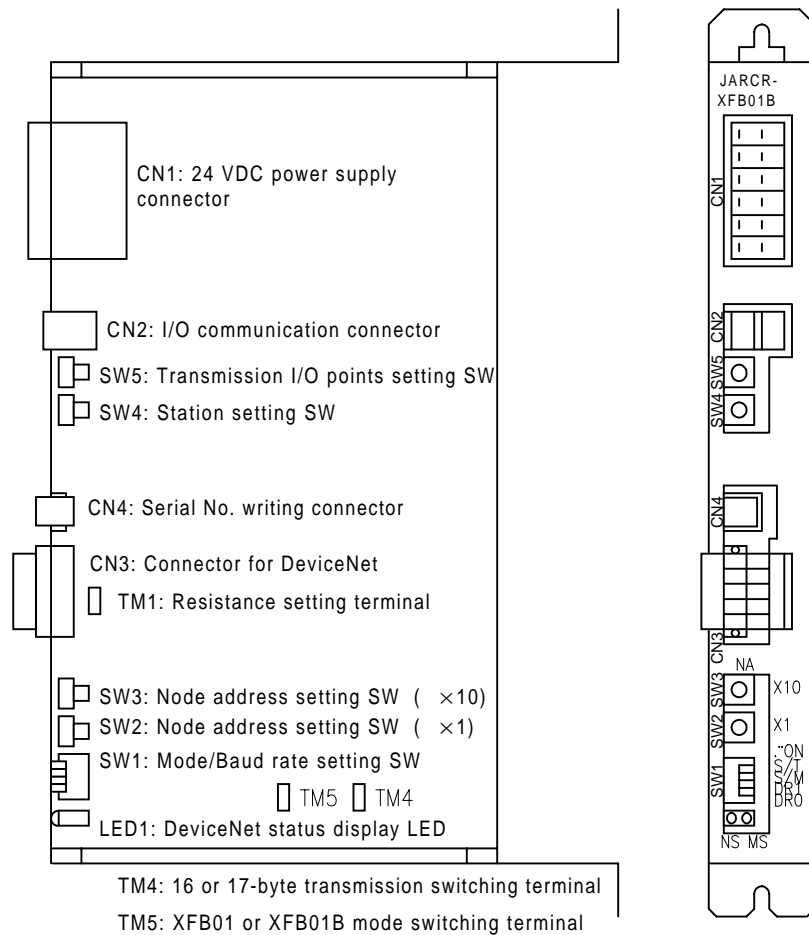 CN1: 24 VDC power supply
connector
CN2: I/O communication connector
SW5: Transmission I/O points setting SW
SW4: Station setting SW
CN4: Serial No. writing connector
CN3: Connector for DeviceNet
TM1: Resistance setting terminal
SW3: Node address setting SW ( ×10)
SW2: Node address setting SW ( ×1)
SW1: Mode/Baud rate setting SW
TM5 TM4
LED1: DeviceNet status display LED
TM4: 16 or 17-byte transmission switching terminal
TM5: XFB01 or XFB01B mode switching terminal
JARCR-
XFB01B
CN1
CN2
SW5
SW4
CN4
CN3
NA
SW3
X10
SW2
X1
SW1
ON
S/T
S/M
DR1
DR0
NS MS